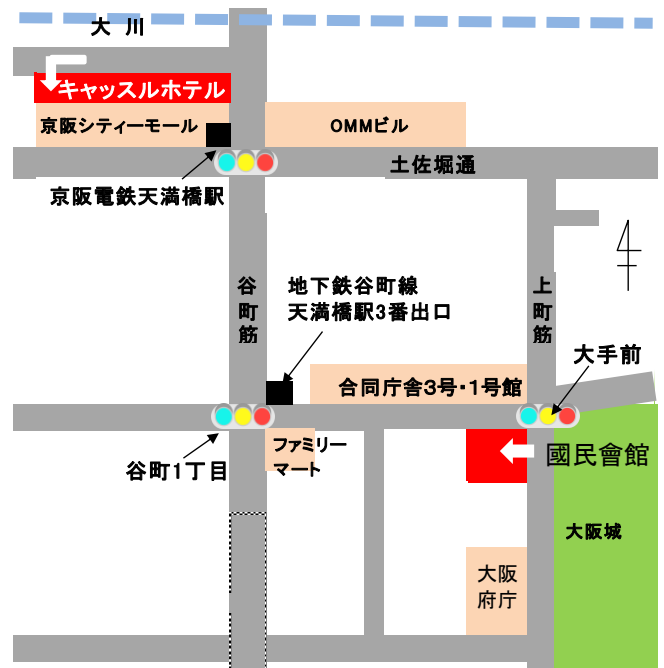 大 川
キャッスルホテル
京阪シティーモール
OMMビル
土佐堀通
京阪電鉄天満橋駅
谷町筋
地下鉄谷町線
天満橋駅3番出口
上町筋
大手前
合同庁舎3号・1号館
ファミリー
マート
國民會館
谷町1丁目
大阪城
大阪
府庁